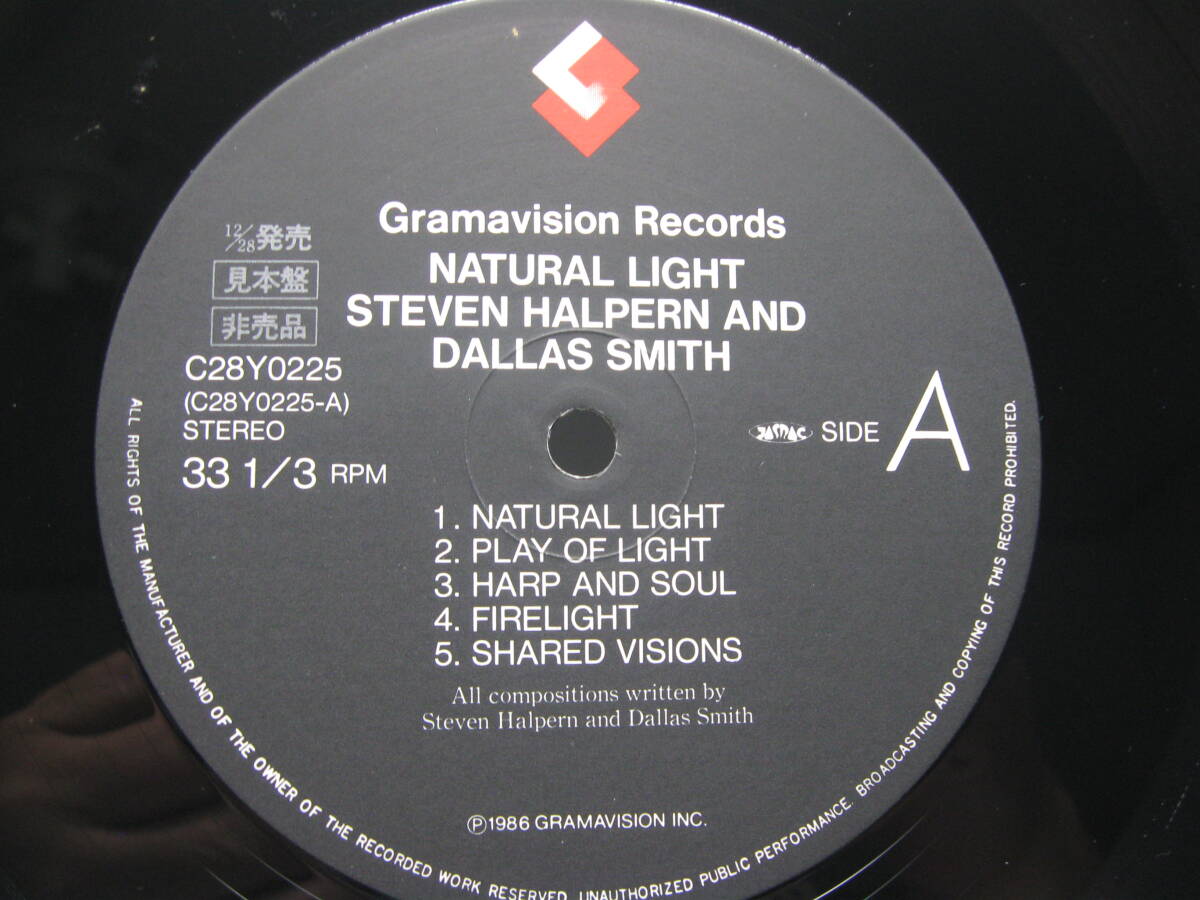 Gramavision Records
NATURAL LIGHT
STEVEN HALPERN AND
DALLAS SMITH
12/28発売
見本盤
非売品
C28Y0225
(C28Y0225-A)
STEREO
33 1/3 RPM
JASRAC SIDE A
1. NATURAL LIGHT
2. PLAY OF LIGHT
3. HARP AND SOUL
4. FIRELIGHT
5. SHARED VISIONS
All compositions written by
Steven Halpern and Dallas Smith
Ⓟ1986 GRAMAVISION INC.
ALL RIGHTS OF THE MANUFACTURER AND OF THE OWNER OF THE RECORDED WORK RESERVED. UNAUTHORIZED PUBLIC PERFORMANCE. BROADCASTING AND COPYING OF THIS RECORD PROHIBITED.